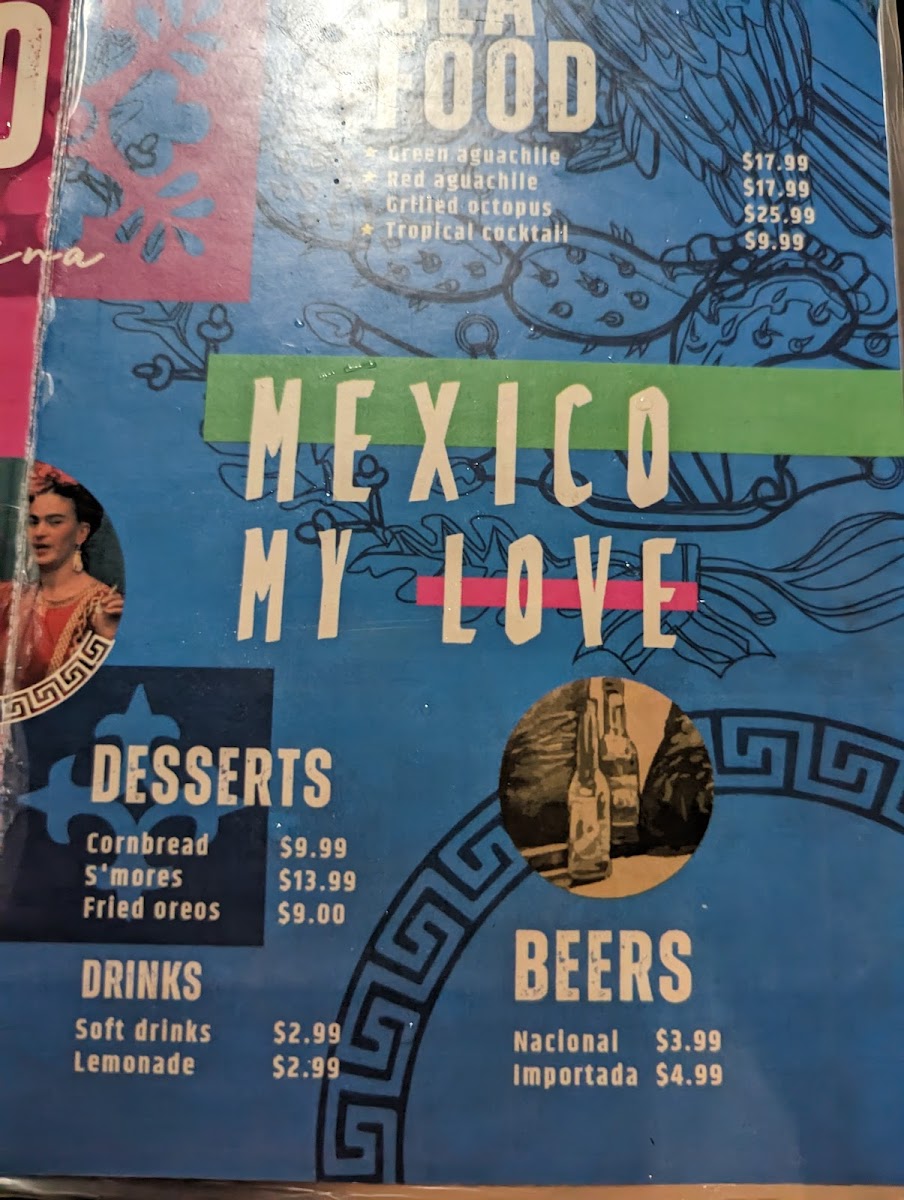 SEA
FOOD
★ Green aguachile $17.99
★ Red aguachile $17.99
Grilled octopus $25.99
★ Tropical cocktail $9.99
MEXICO
MY LOVE
DESSERTS
Cornbread $9.99
S'mores $13.99
Fried oreos $9.00
DRINKS
Soft drinks $2.99
Lemonade $2.99
BEERS
Nacional $3.99
Importada $4.99